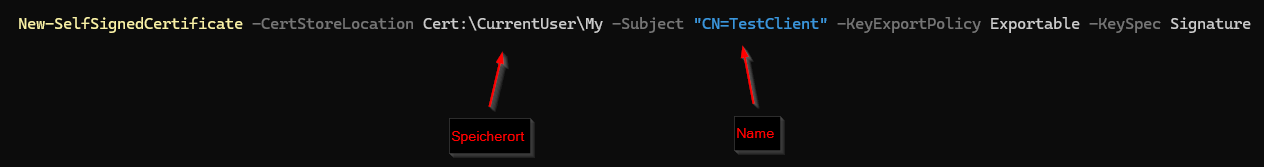 New-SelfSignedCertificate -CertStoreLocation Cert:\CurrentUser\My -Subject "CN=TestClient" -KeyExportPolicy Exportable -KeySpec Signature
Speicherort
Name